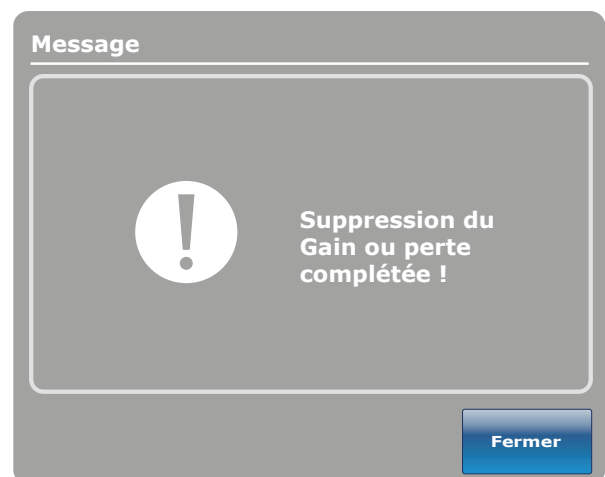 Message
Suppression du
Gain ou perte
complétée !
Fermer